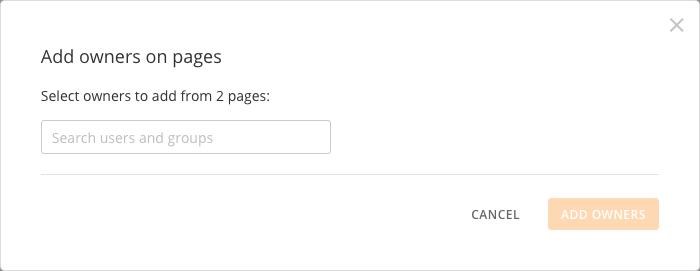 Add owners on pages
Select owners to add from 2 pages:
Search users and groups
CANCEL
ADD OWNERS